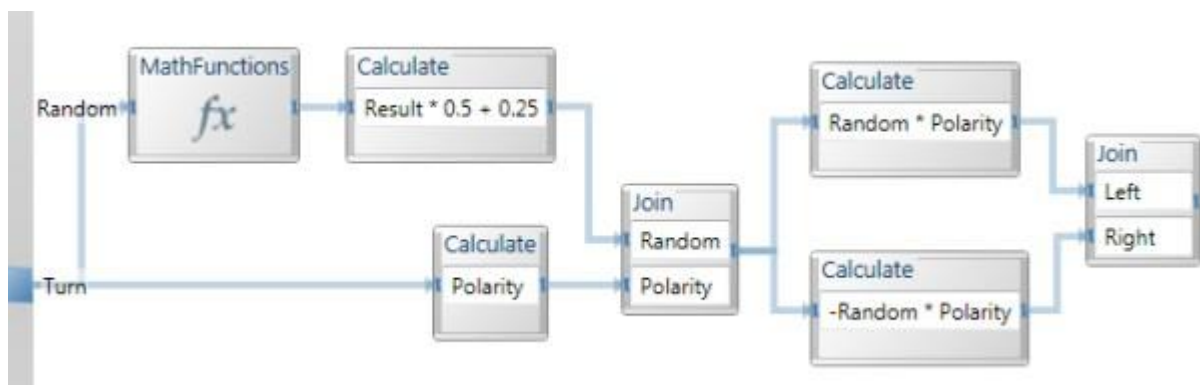 MathFunctions
Random
fx
Calculate
Result * 0.5 + 0.25
Turn
Calculate
Polarity
Join
Random
Polarity
Calculate
Random * Polarity
Calculate
-Random * Polarity
Join
Left
Right